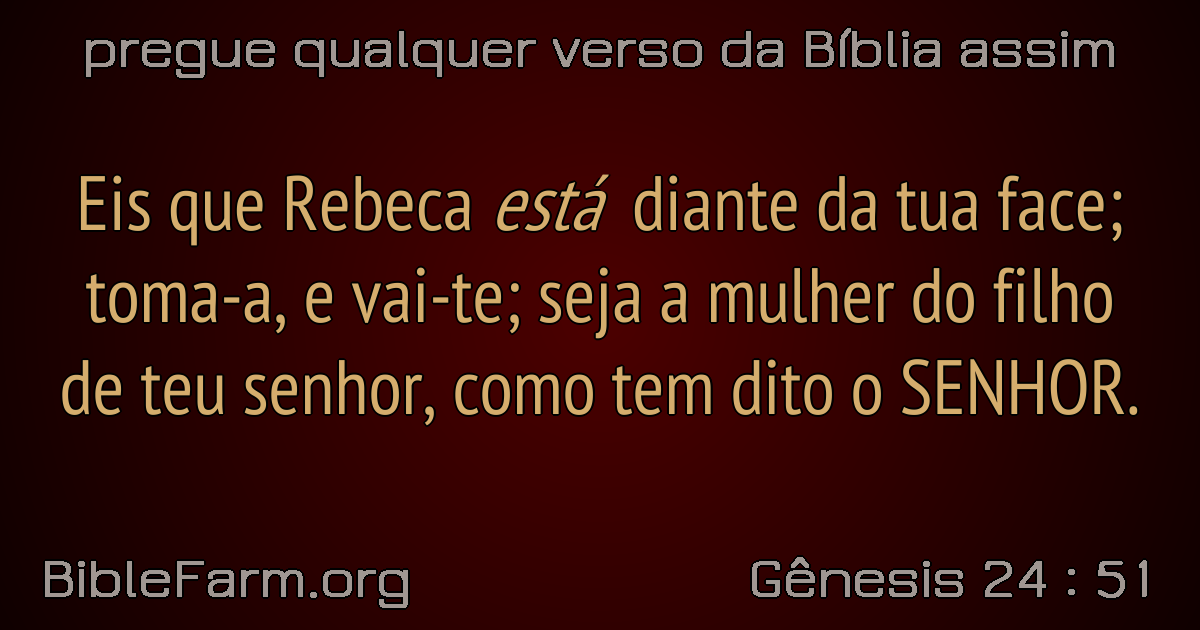 pregue qualquer verso da Bíblia assim
Eis que Rebeca está diante da tua face;
toma-a, e vai-te; seja a mulher do filho
de teu senhor, como tem dito o SENHOR.
BibleFarm.org
Gênesis 24 : 51